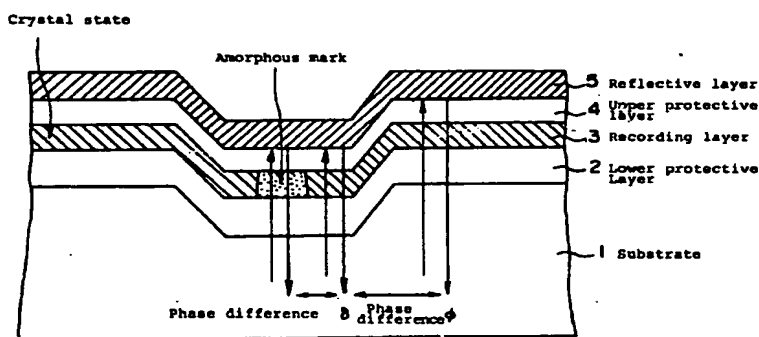 Crystal state
Amorphous mark
5 Reflective layer
4 Upper protective
layer
3 Recording layer
2 Lower protective
Layer
1 Substrate
Phase difference δ Phase
difference φ